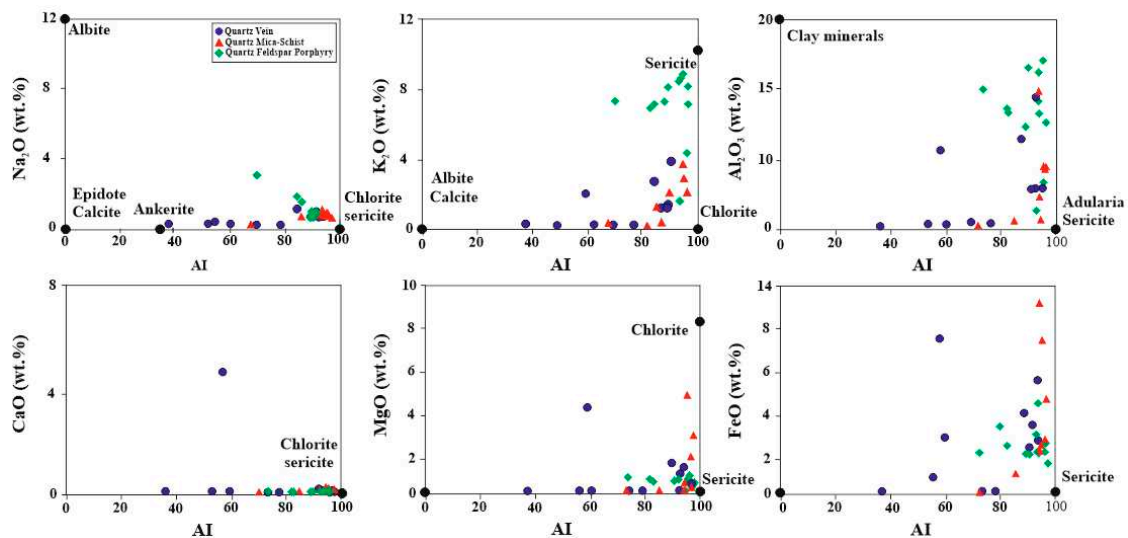 12
Albite
Quartz Vein
Quartz Mica-Schist
Quartz Feldspar Porphyry
8
Na₂O (wt.%)
4
Epidote
Calcite
Ankerite
Chlorite
sericite
0
0 20 40 60 80 100
AI
12
Sericite
8
K₂O (wt.%)
4
Albite
Calcite
Chlorite
0
0 20 40 60 80 100
AI
20
Clay minerals
15
Al₂O₃ (wt.%)
10
Adularia
Sericite
0
0 20 40 60 80 100
AI
8
CaO (wt.%)
4
Chlorite
sericite
0
0 20 40 60 80 100
AI
10
8
Chlorite
6
MgO (wt.%)
4
2
Sericite
0
0 20 40 60 80 100
AI
14
8
6
FeO (wt.%)
4
2
Sericite
0
0 20 40 60 80 100
AI